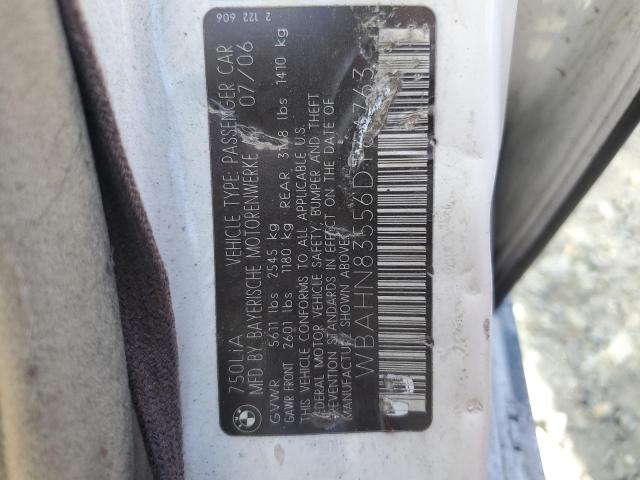 2 122 606
750LIA VEHICLE TYPE: PASSENGER CAR
MFD BY BAYERISCHE MOTORENWERKE 07/06
GVWR 5611 lbs 2545 kg
GAWR FRONT 2601 lbs 1180 kg REAR lbs 1410 kg
THIS VEHICLE CONFORMS TO ALL APPLICABLE U.S.
FEDERAL MOTOR VEHICLE SAFETY, BUMPER AND THEFT
PREVENTION STANDARDS IN EFFECT ON THE DATE OF
MANUFACTURE SHOWN ABOVE.
BMW